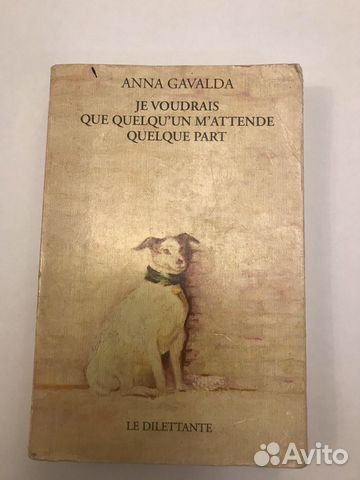 ANNA GAVALDA
JE VOUDRAIS
QUE QUELQU'UN M'ATTENDE
QUELQUE PART
LE DILETTANTE
Avito